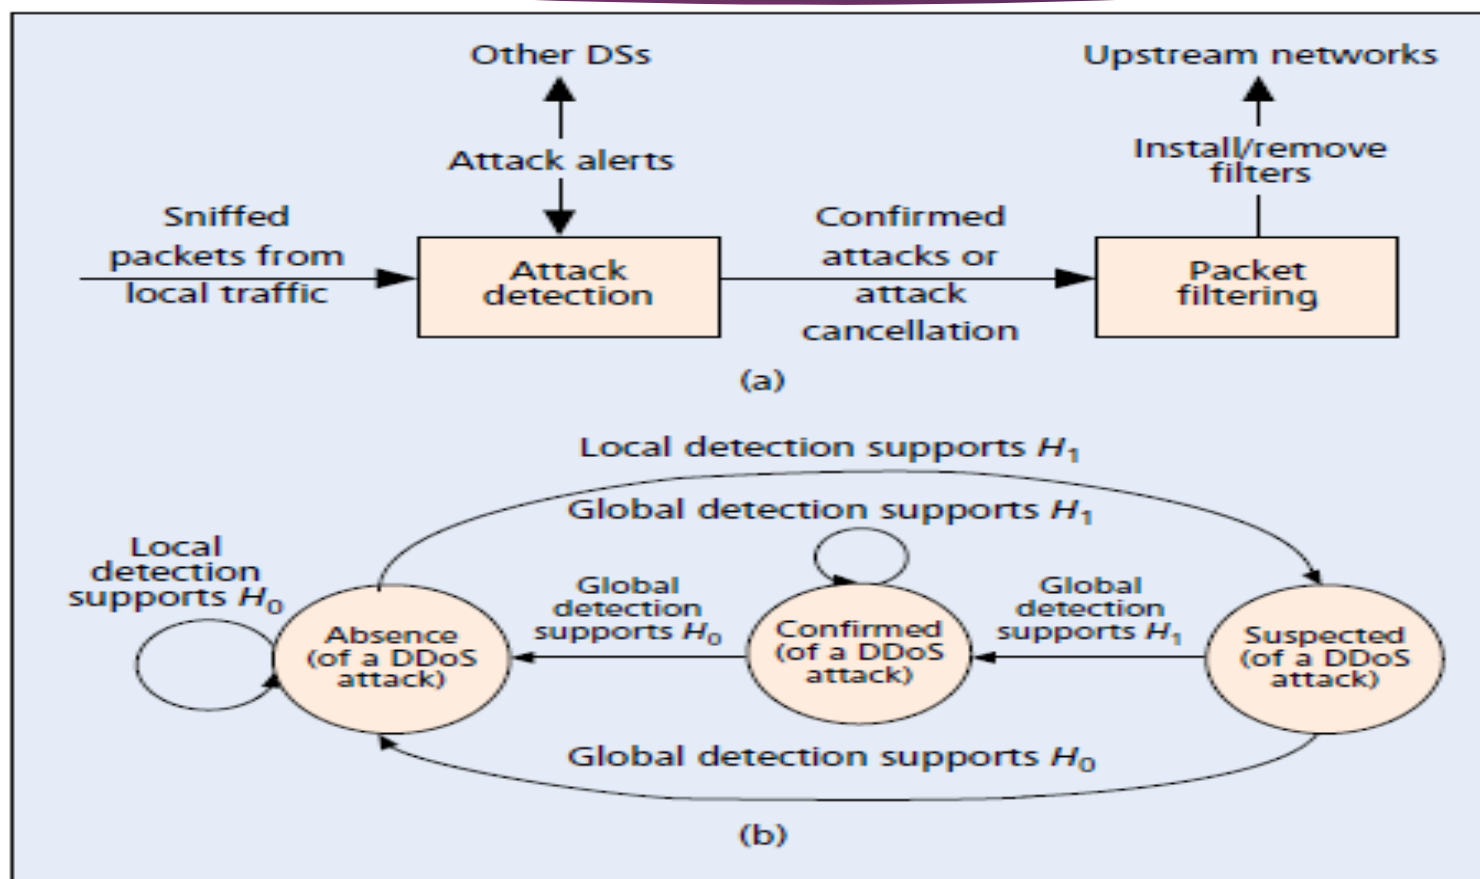 Other DSs
Upstream networks
Attack alerts
Install/remove
filters
Sniffed
packets from
local traffic
Attack
detection
Confirmed
attacks or
attack
cancellation
Packet
filtering
(a)
Local detection supports H₁
Global detection supports H₁
Local
detection
supports H₀
Absence
(of a DDoS
attack)
Global
detection
supports H₀
Confirmed
(of a DDoS
attack)
Global
detection
supports H₁
Suspected
(of a DDoS
attack)
Global detection supports H₀
(b)